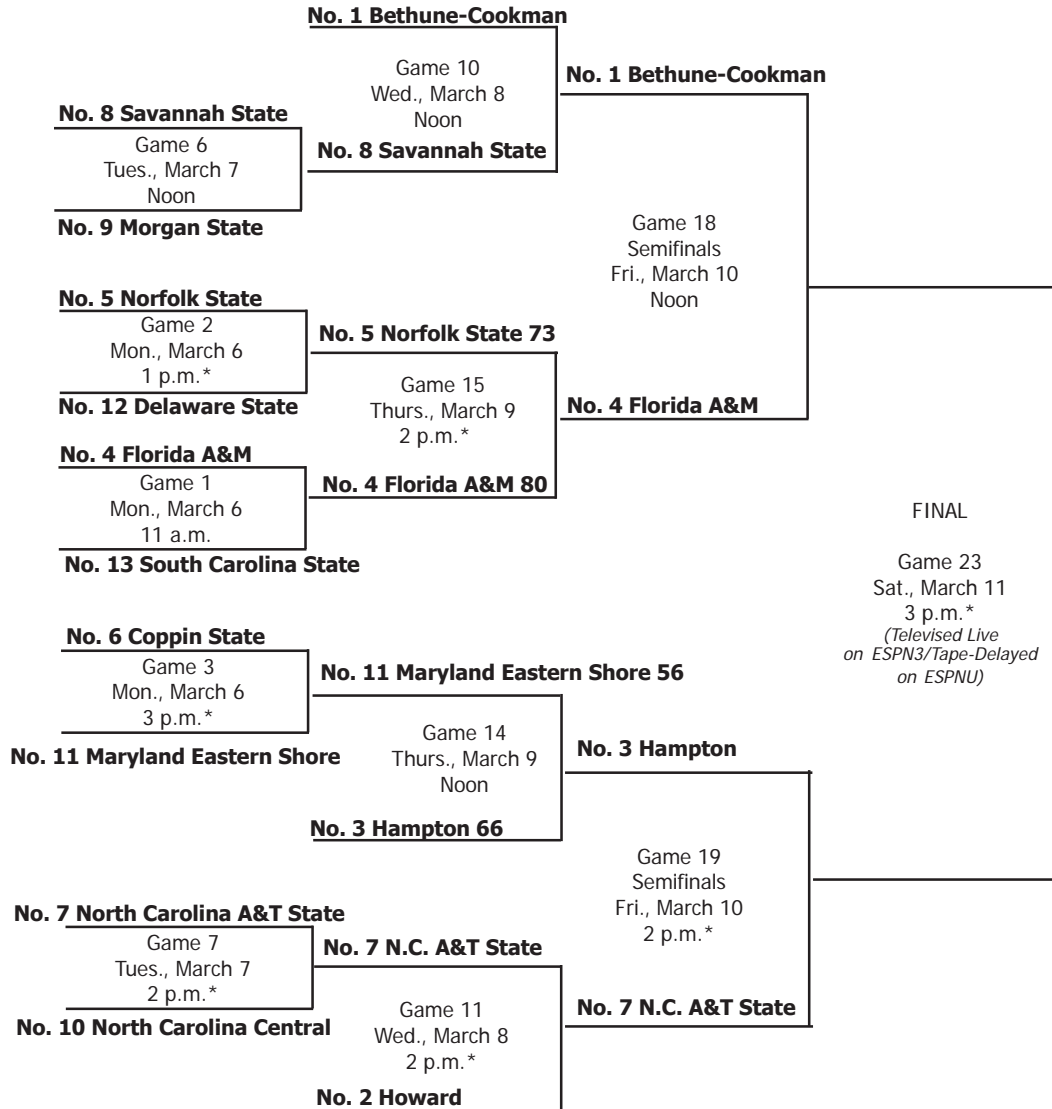 No. 1 Bethune-Cookman
Game 10
Wed., March 8
Noon
No. 1 Bethune-Cookman
No. 8 Savannah State
Game 6
Tues., March 7
Noon
No. 8 Savannah State
No. 9 Morgan State
Game 18
Semifinals
Fri., March 10
Noon
No. 5 Norfolk State
Game 2
Mon., March 6
1 p.m.*
No. 5 Norfolk State 73
No. 12 Delaware State
Game 15
Thurs., March 9
2 p.m.*
No. 4 Florida A&M
No. 4 Florida A&M
Game 1
Mon., March 6
11 a.m.
No. 4 Florida A&M 80
No. 13 South Carolina State
FINAL
Game 23
Sat., March 11
3 p.m.*
(Televised Live
on ESPN3/Tape-Delayed
on ESPNU)
No. 6 Coppin State
Game 3
Mon., March 6
3 p.m.*
No. 11 Maryland Eastern Shore 56
No. 11 Maryland Eastern Shore
Game 14
Thurs., March 9
Noon
No. 3 Hampton
No. 3 Hampton 66
Game 19
Semifinals
Fri., March 10
2 p.m.*
No. 7 North Carolina A&T State
Game 7
Tues., March 7
2 p.m.*
No. 7 N.C. A&T State
No. 10 North Carolina Central
Game 11
Wed., March 8
2 p.m.*
No. 7 N.C. A&T State
No. 2 Howard